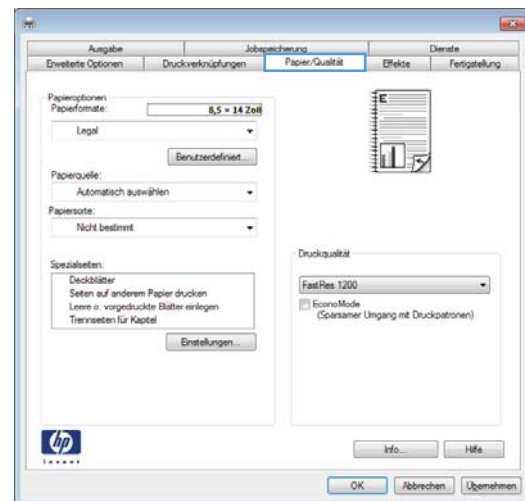 Ausgabe
Jobspeicherung
Dienste
Erweiterte Optionen
Druckverknüpfungen
Papier/Qualität
Effekte
Fertigstellung
Papieroptionen
Papierformate:
8,5 × 14 Zoll
Legal
Benutzerdefiniert...
Papierquelle:
Automatisch auswählen
Papiersorte:
Nicht bestimmt
Spezialseiten:
Deckblätter
Seiten auf anderem Papier drucken
Leere o. vorgedruckte Blätter einlegen
Trennseiten für Kapitel
Einstellungen...
E
Druckqualität
FastRes 1200
EconoMode
(Sparsamer Umgang mit Druckpatronen)
hp
invent
Info...
Hilfe
OK
Abbrechen
Übernehmen